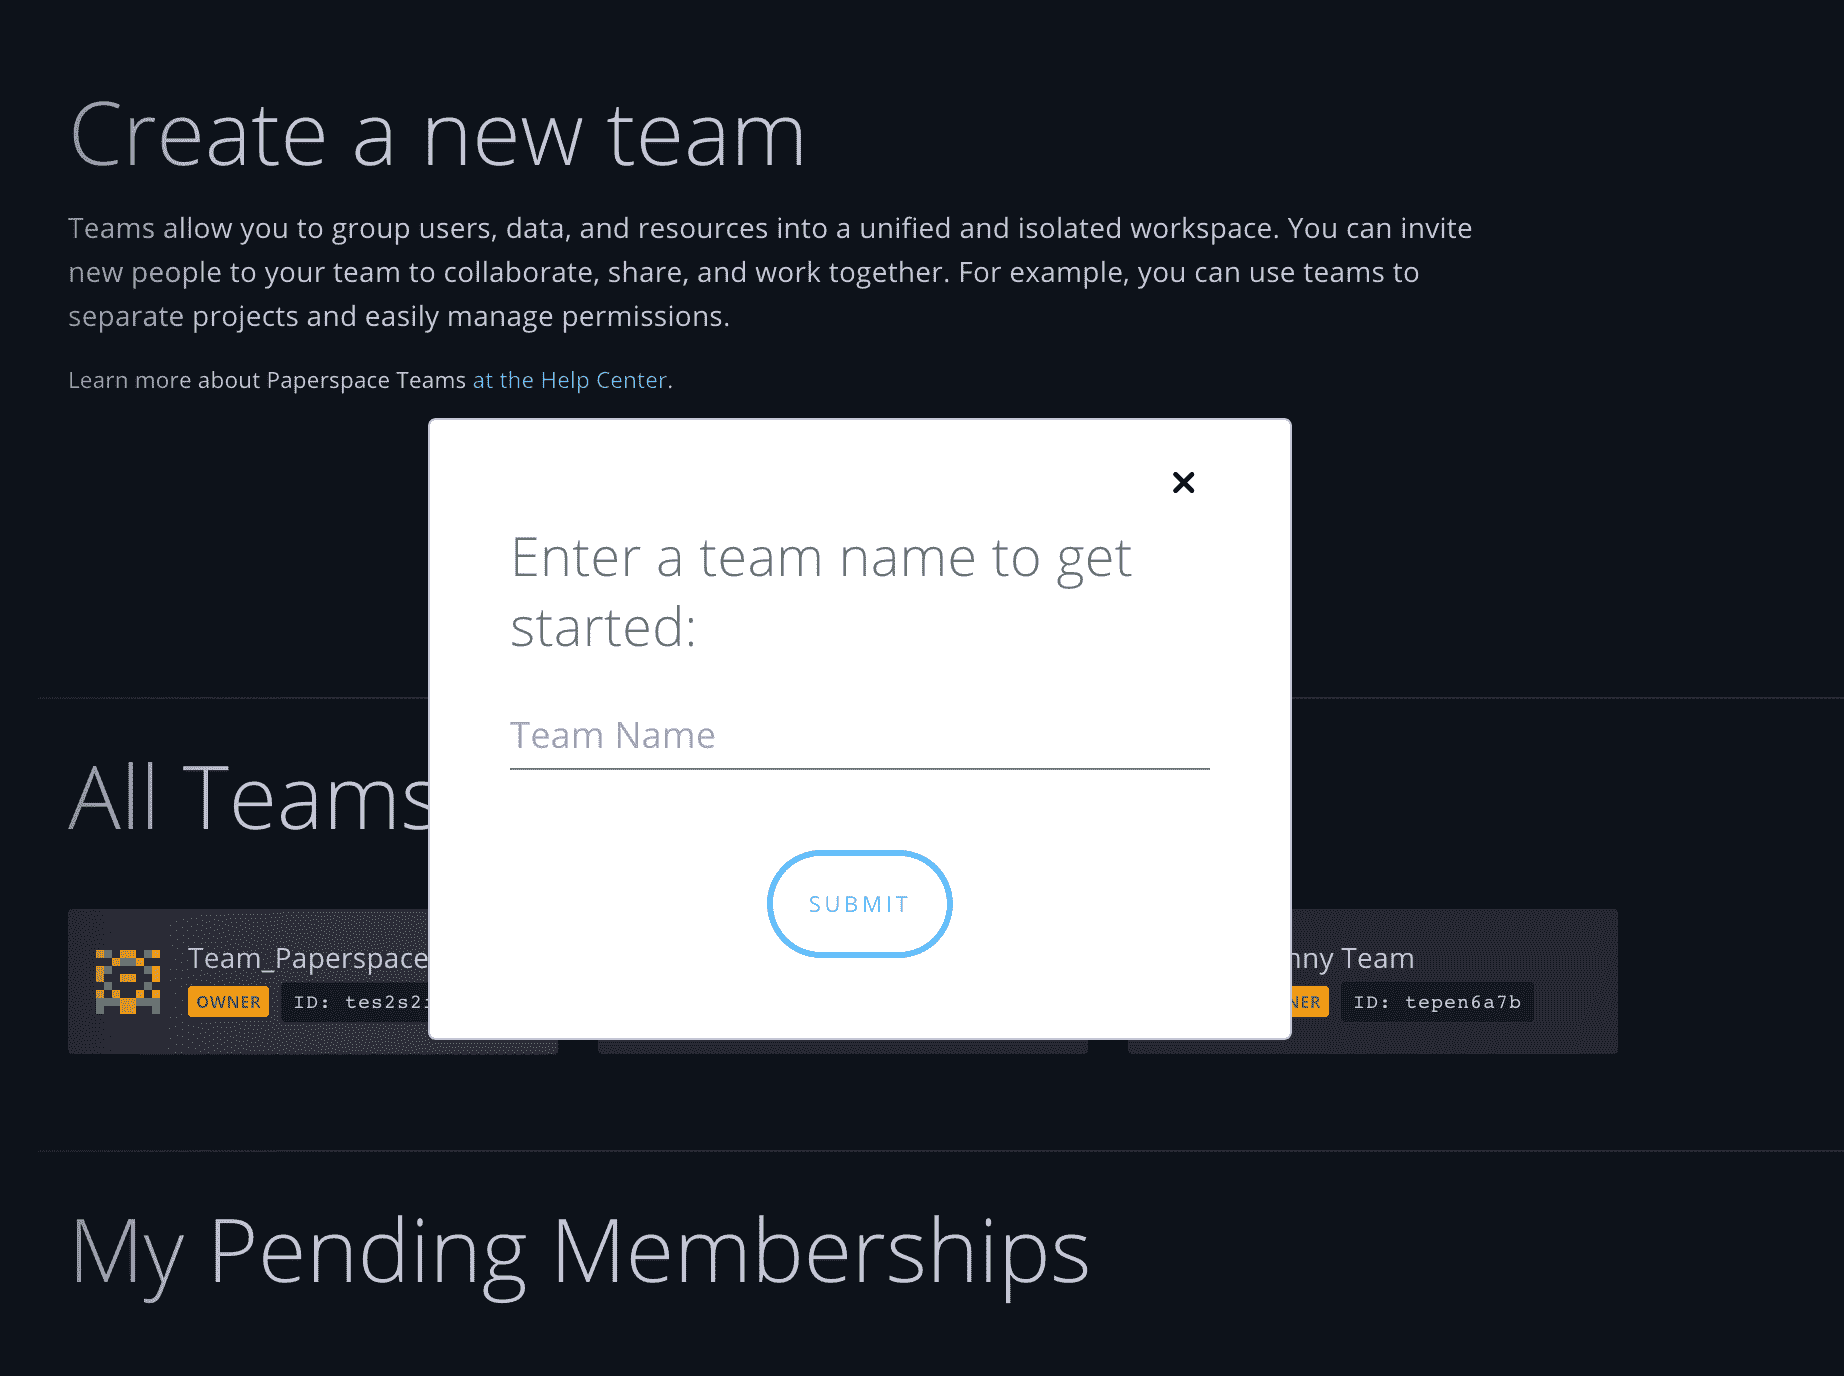 Create a new team
Teams allow you to group users, data, and resources into a unified and isolated workspace. You can invite
new people to your team to collaborate, share, and work together. For example, you can use teams to
separate projects and easily manage permissions.
Learn more about Paperspace Teams at the Help Center.
Enter a team name to get
started:
Team Name
SUBMIT
All Teams
Team_Paperspace
OWNER ID: tes2s2
nny Team
NER ID: tepen6a7b
My Pending Memberships